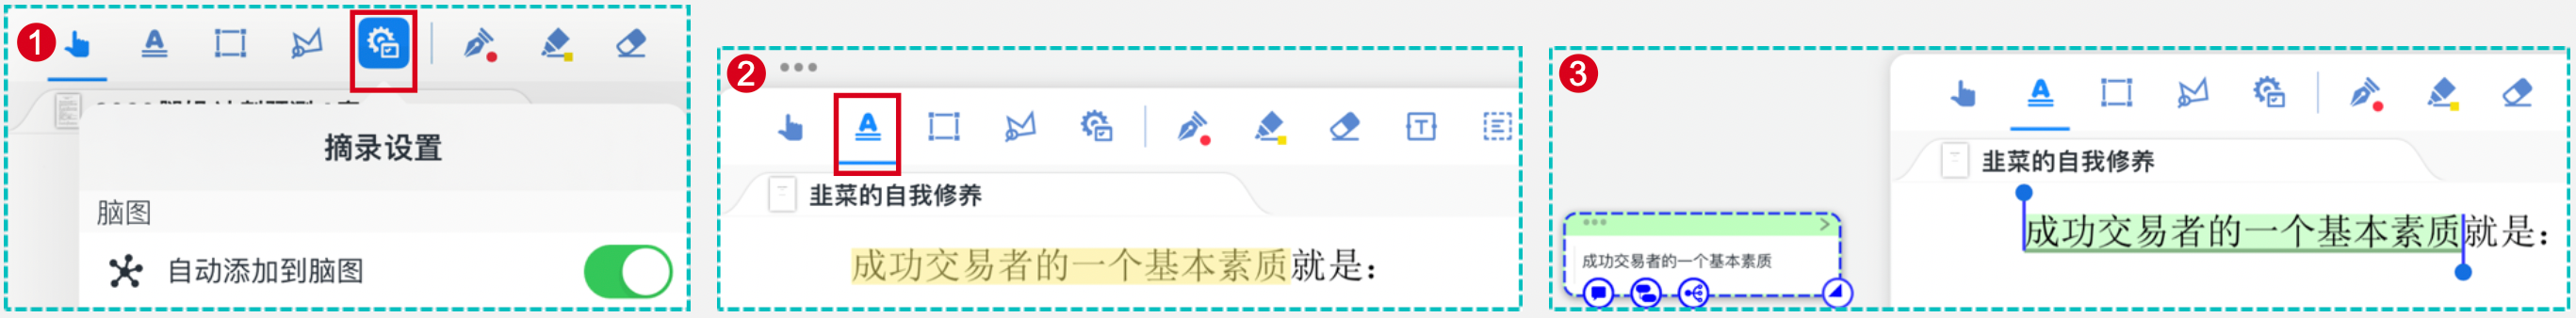 1
摘录设置
脑图
自动添加到脑图
2
韭菜的自我修养
成功交易者的一个基本素质就是：
3
韭菜的自我修养
成功交易者的一个基本素质就是：
成功交易者的一个基本素质